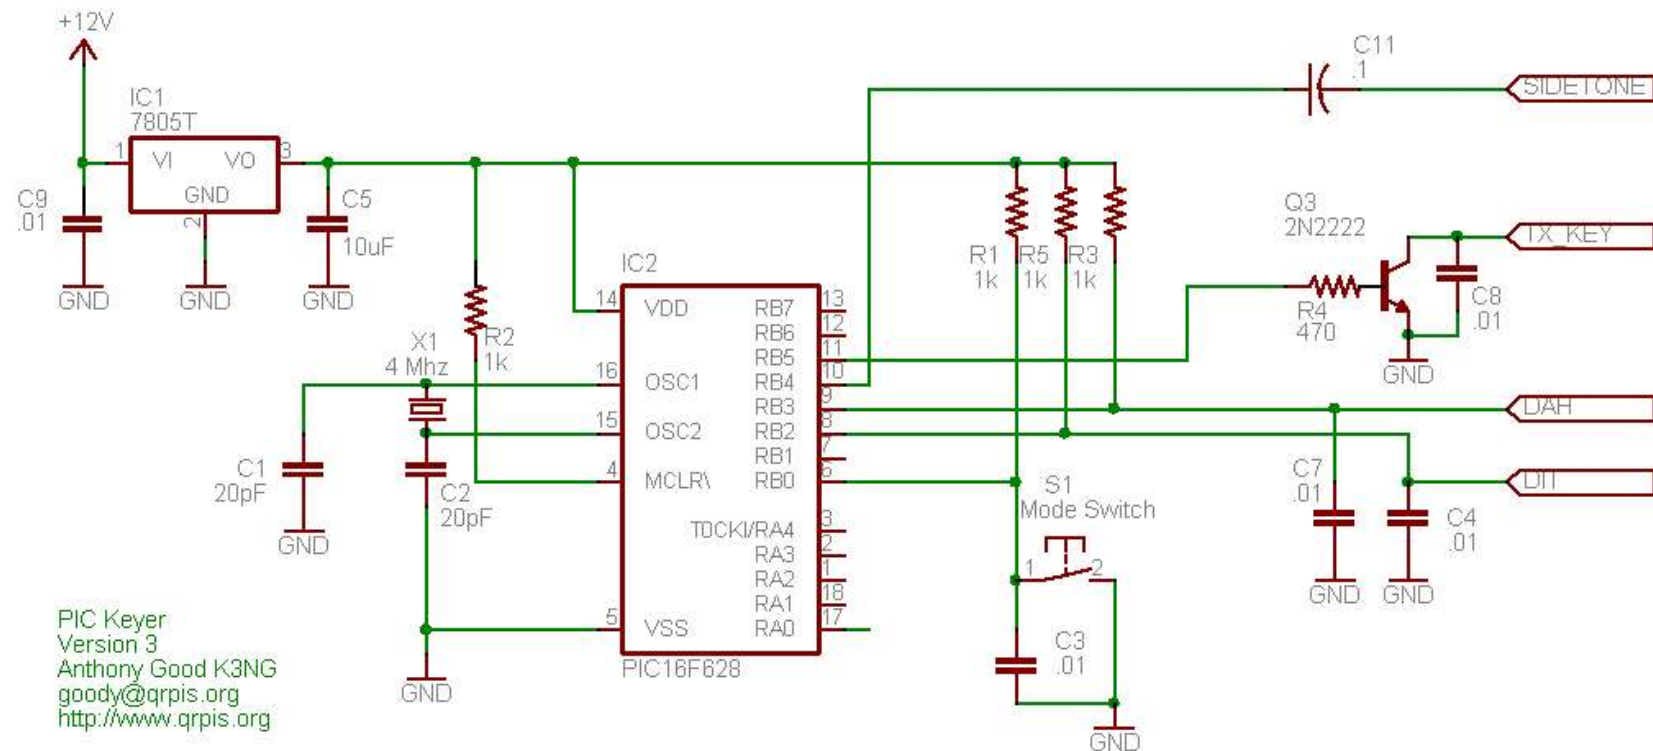 +12V
IC1
7805T
1
VI
VO
3
GND
2
C9
.01
C5
10uF
GND
GND
GND
C11
.1
SIDETONE
Q3
2N2222
TX_KEY
R4
470
C8
.01
GND
R1
1k
R5
1k
R3
1k
IC2
14
VDD
16
OSC1
15
OSC2
4
MCLR\
5
VSS
RB7
13
RB6
12
RB5
11
RB4
10
RB3
9
RB2
8
RB1
7
RB0
6
T0CKI/RA4
3
RA3
2
RA2
1
RA1
18
RA0
17
PIC16F628
R2
1k
X1
4 Mhz
C1
20pF
GND
C2
20pF
GND
DAH
DIT
C7
.01
GND
C4
.01
GND
S1
Mode Switch
1
2
C3
.01
GND
PIC Keyer
Version 3
Anthony Good K3NG
goody@qrpis.org
http://www.qrpis.org